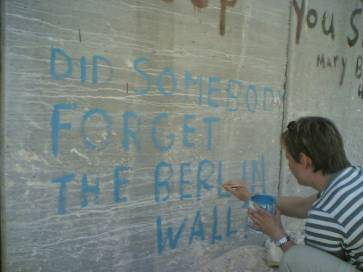 YOU S
MARY B
DID SOMEBODY
FORGET
THE BERLIN
WALL?